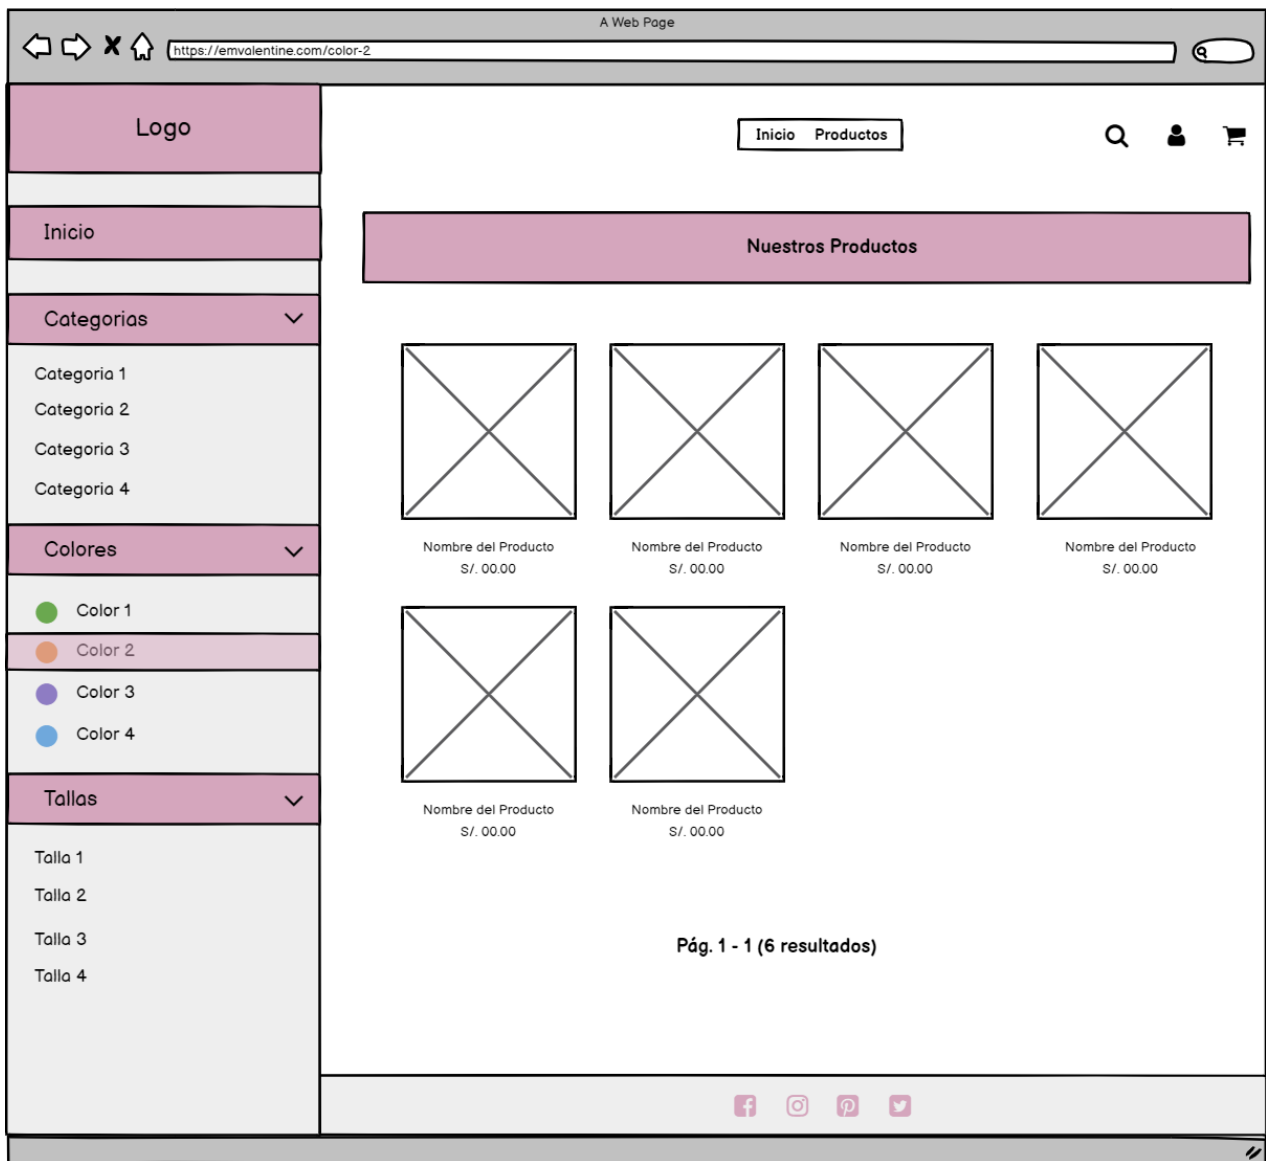 A Web Page
https://emvalentine.com/color-2
Logo
Inicio Productos
Inicio
Nuestros Productos
Categorias
Categoria 1
Categoria 2
Categoria 3
Categoria 4
Colores
Color 1
Color 2
Color 3
Color 4
Tallas
Talla 1
Talla 2
Talla 3
Talla 4
Nombre del Producto Nombre del Producto Nombre del Producto Nombre del Producto
S/. 00.00 S/. 00.00 S/. 00.00 S/. 00.00
Nombre del Producto Nombre del Producto
S/. 00.00 S/. 00.00
Pág. 1 - 1 (6 resultados)